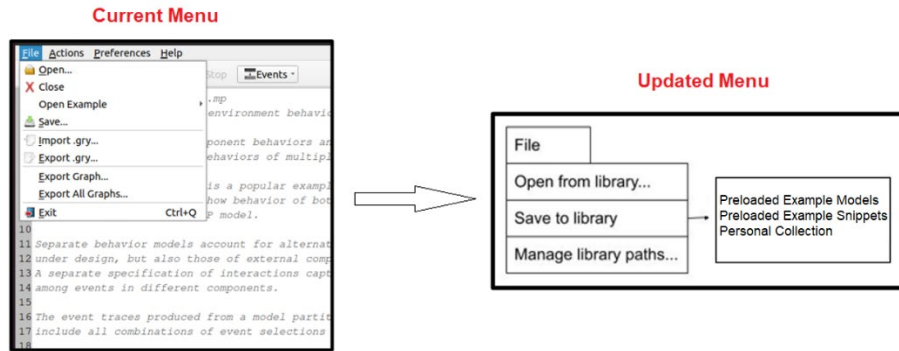 Current Menu
File Actions Preferences Help
Open...
Stop Events
Close
Open Example
.mp
Save...
environment behavio
Import .gry...
ponent behaviors an
Export .gry...
ehaviors of multipl
Export Graph...
is a popular exampl
Export All Graphs...
how behavior of bot
Exit Ctrl+Q
P model.
10
11 Separate behavior models account for alternat
12 under design, but also those of external comp
13 A separate specification of interactions capt
14 among events in different components.
15
16 The event traces produced from a model partit
17 include all combinations of event selections
18
Updated Menu
File
Open from library...
Save to library
Manage library paths...
Preloaded Example Models
Preloaded Example Snippets
Personal Collection